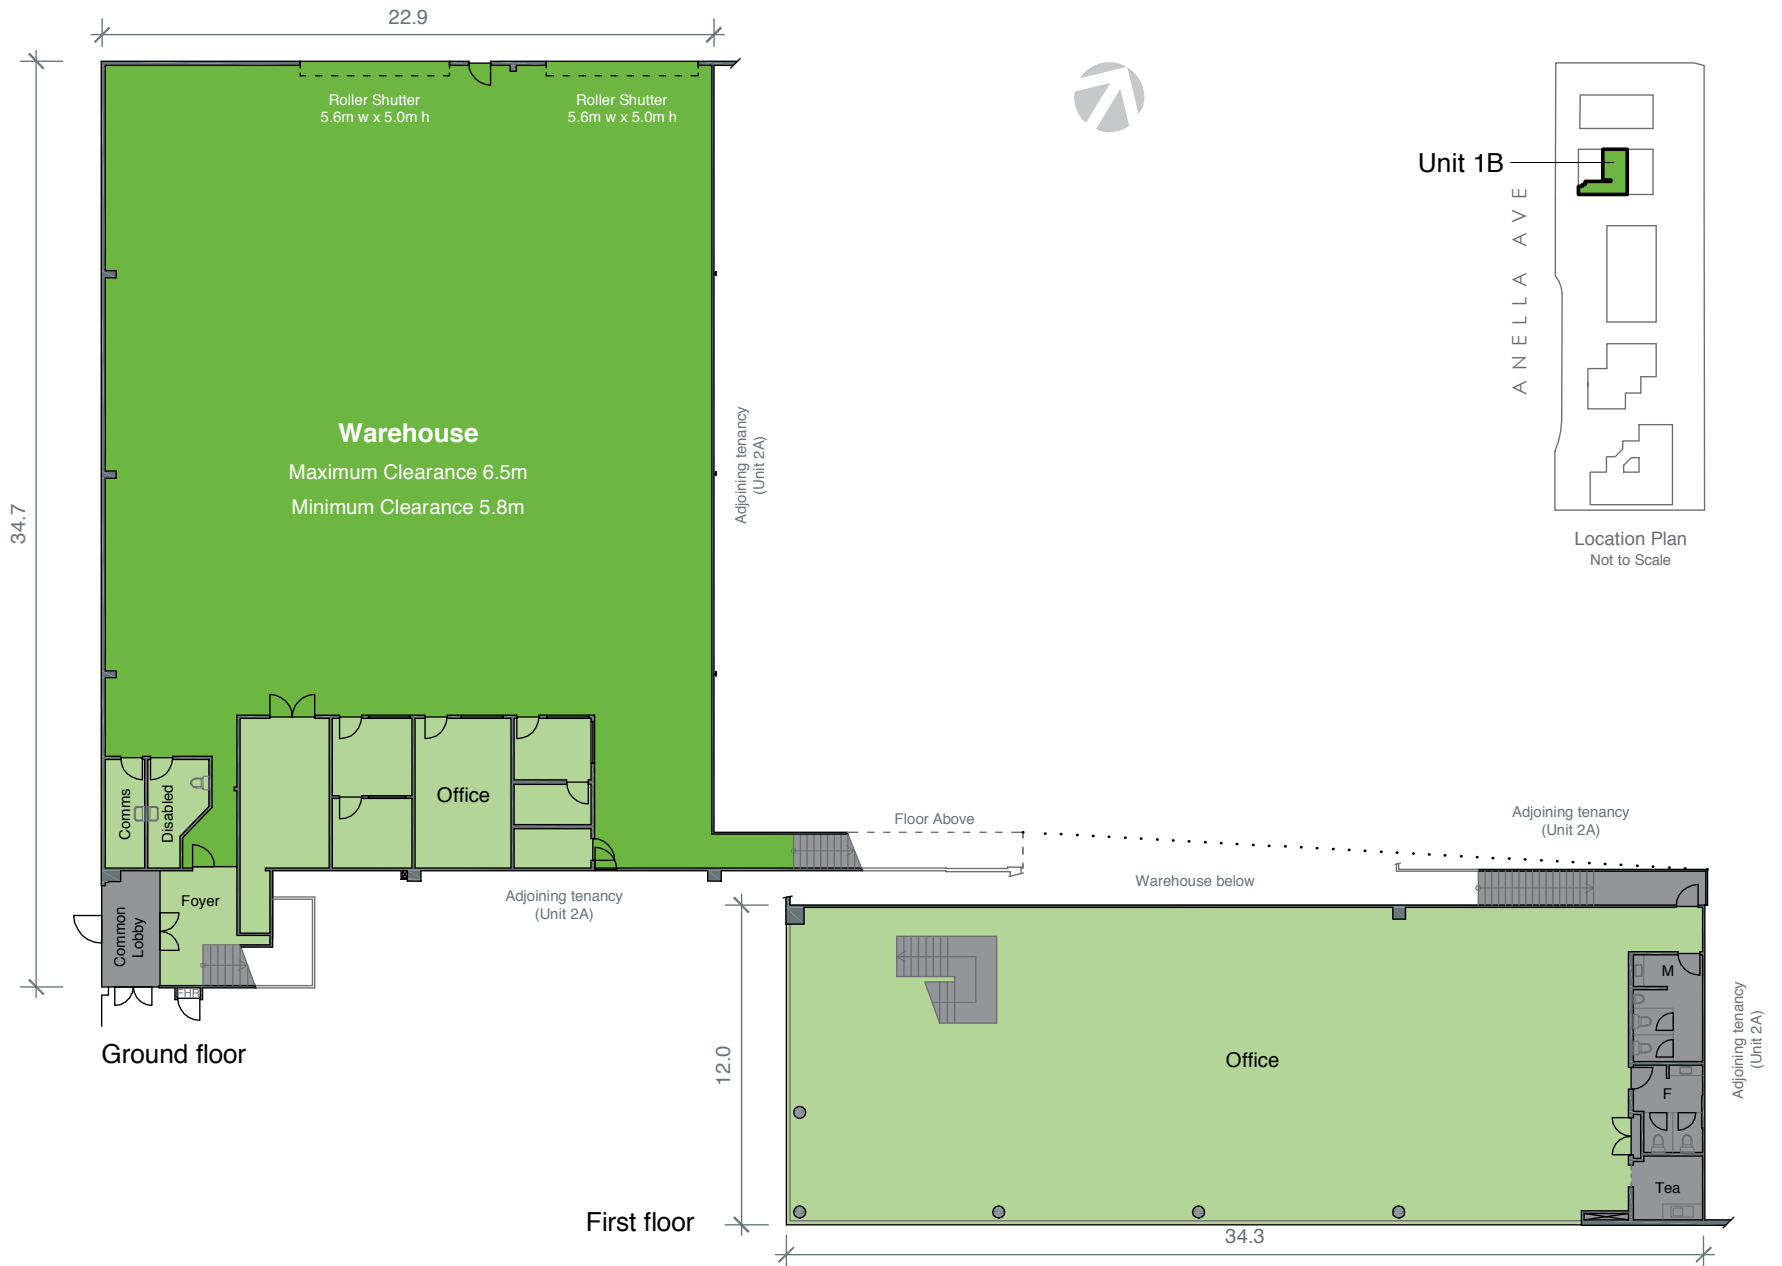 22.9
Roller Shutter
5.6m w x 5.0m h
Roller Shutter
5.6m w x 5.0m h
Unit 1B
ANELLA AVE
34.7
Warehouse
Maximum Clearance 6.5m
Minimum Clearance 5.8m
Adjoining tenancy
(Unit 2A)
Location Plan
Not to Scale
Comms
Disabled
Office
Floor Above
Adjoining tenancy
(Unit 2A)
Warehouse below
Foyer
Adjoining tenancy
(Unit 2A)
Common
Lobby
FHR
Ground floor
M
F
Tea
Adjoining tenancy
(Unit 2A)
12.0
Office
First floor
34.3